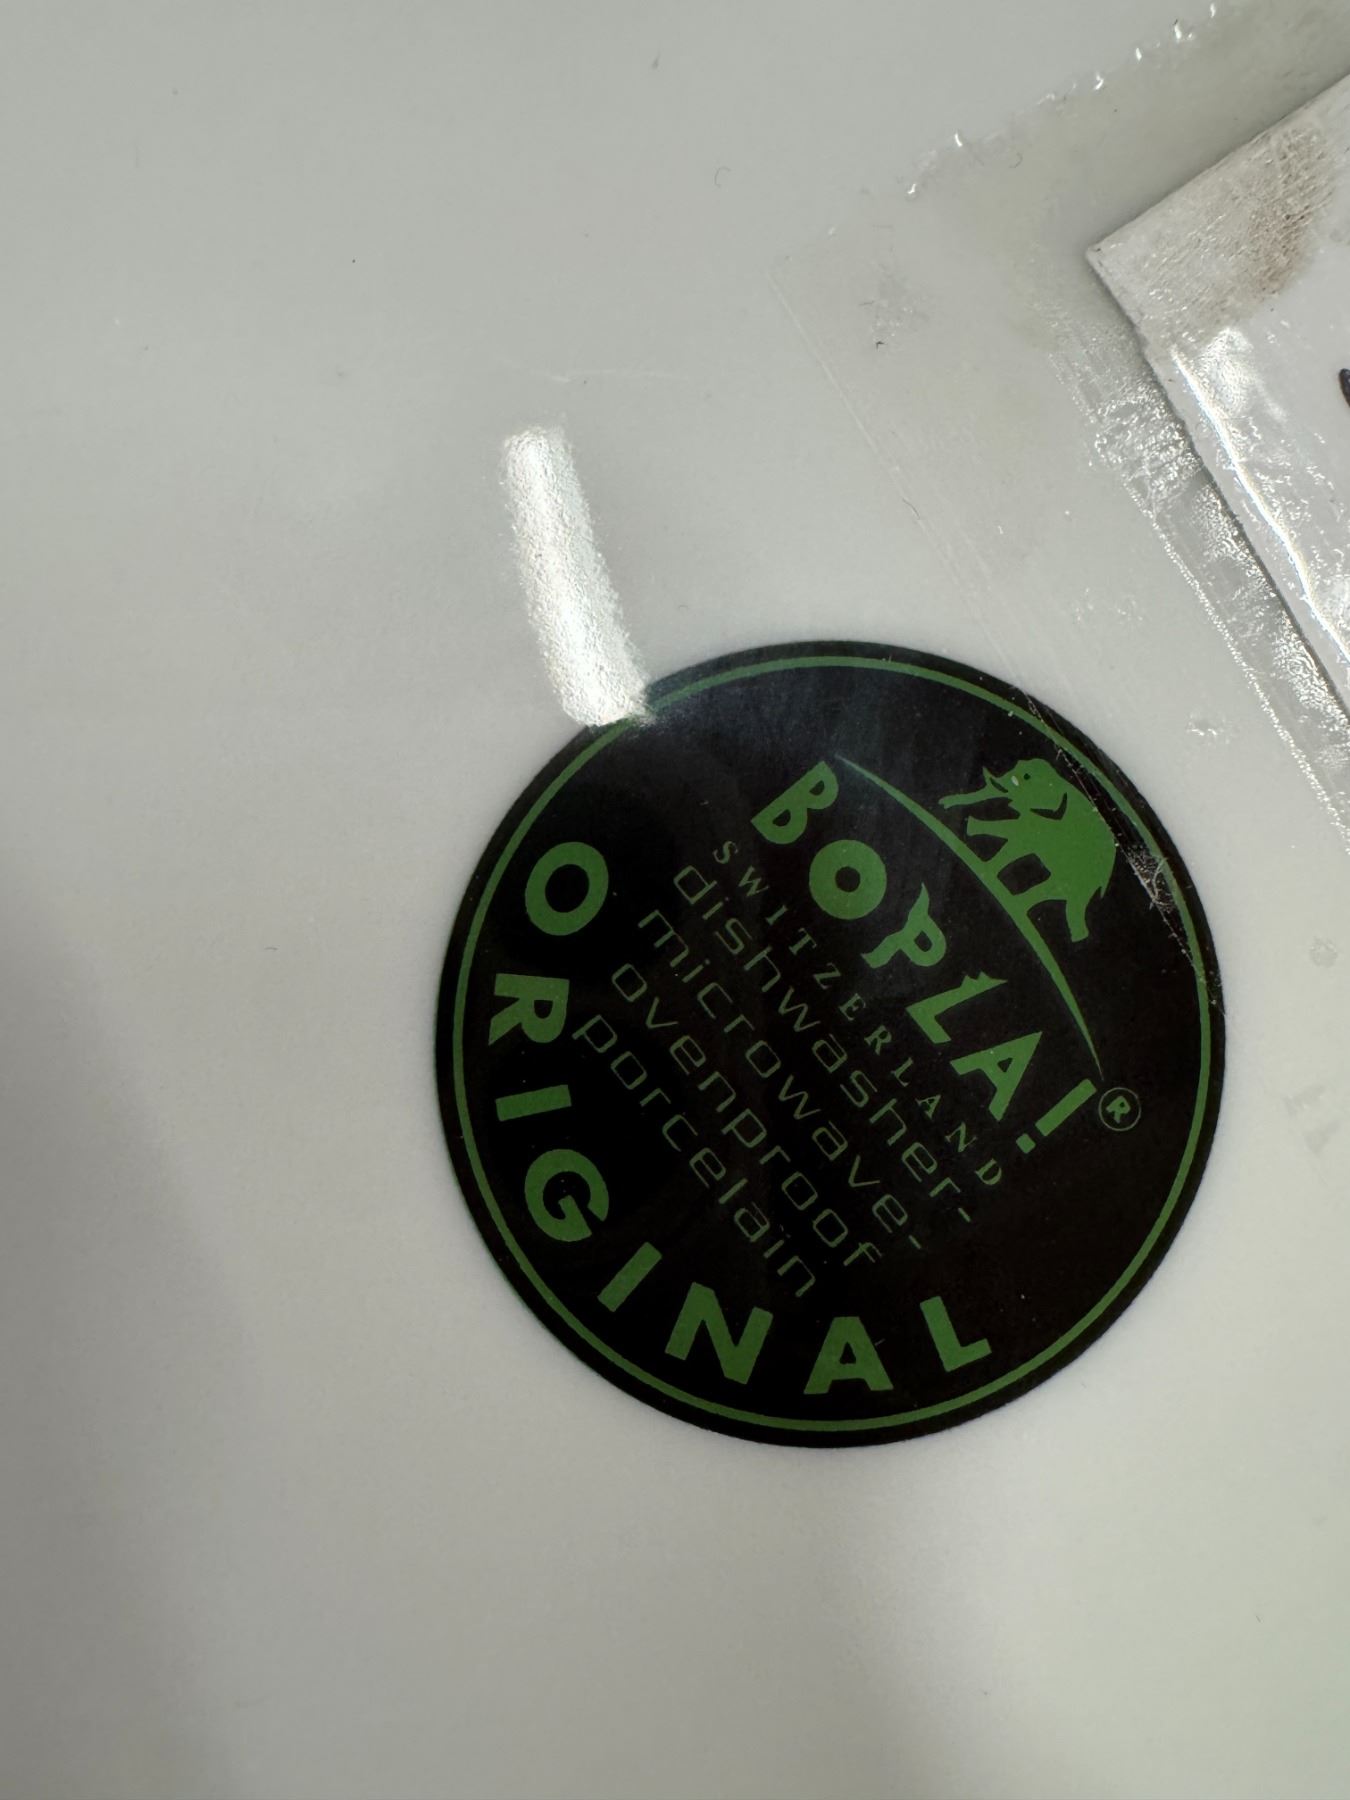 BOPLA!®
SWITZERLAND
dishwasher-
microwave-
ovenproof
porcelain
ORIGINAL